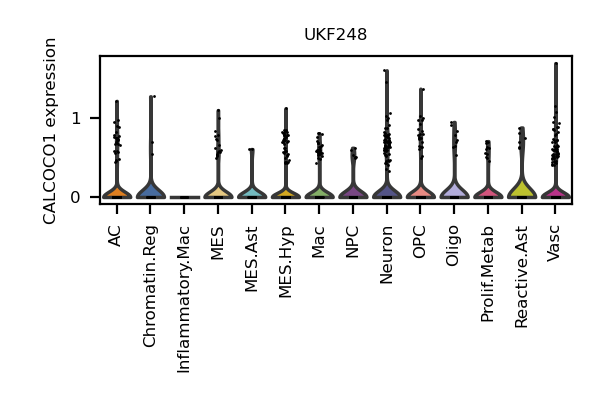 UKF248
CALCOCO1 expression
1
0
AC
Chromatin.Reg
Inflammatory.Mac
MES
MES.Ast
MES.Hyp
Mac
NPC
Neuron
OPC
Oligo
Prolif.Metab
Reactive.Ast
Vasc